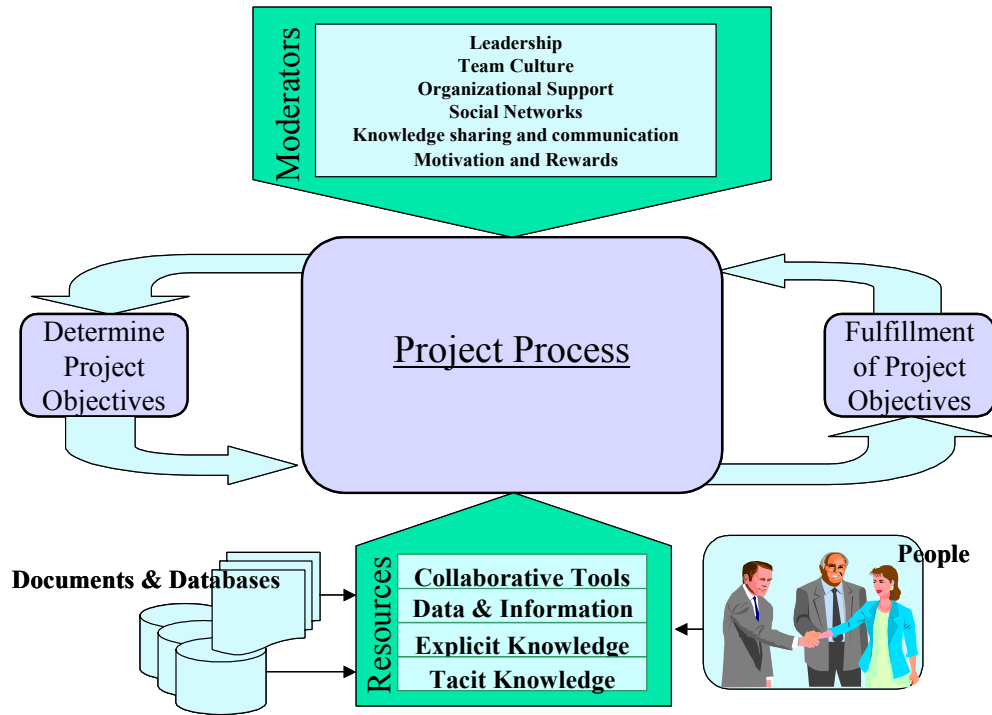 Moderators
Leadership
Team Culture
Organizational Support
Social Networks
Knowledge sharing and communication
Motivation and Rewards
Determine
Project
Objectives
Project Process
Fulfillment
of Project
Objectives
Documents & Databases
Resources
Collaborative Tools
Data & Information
Explicit Knowledge
Tacit Knowledge
People